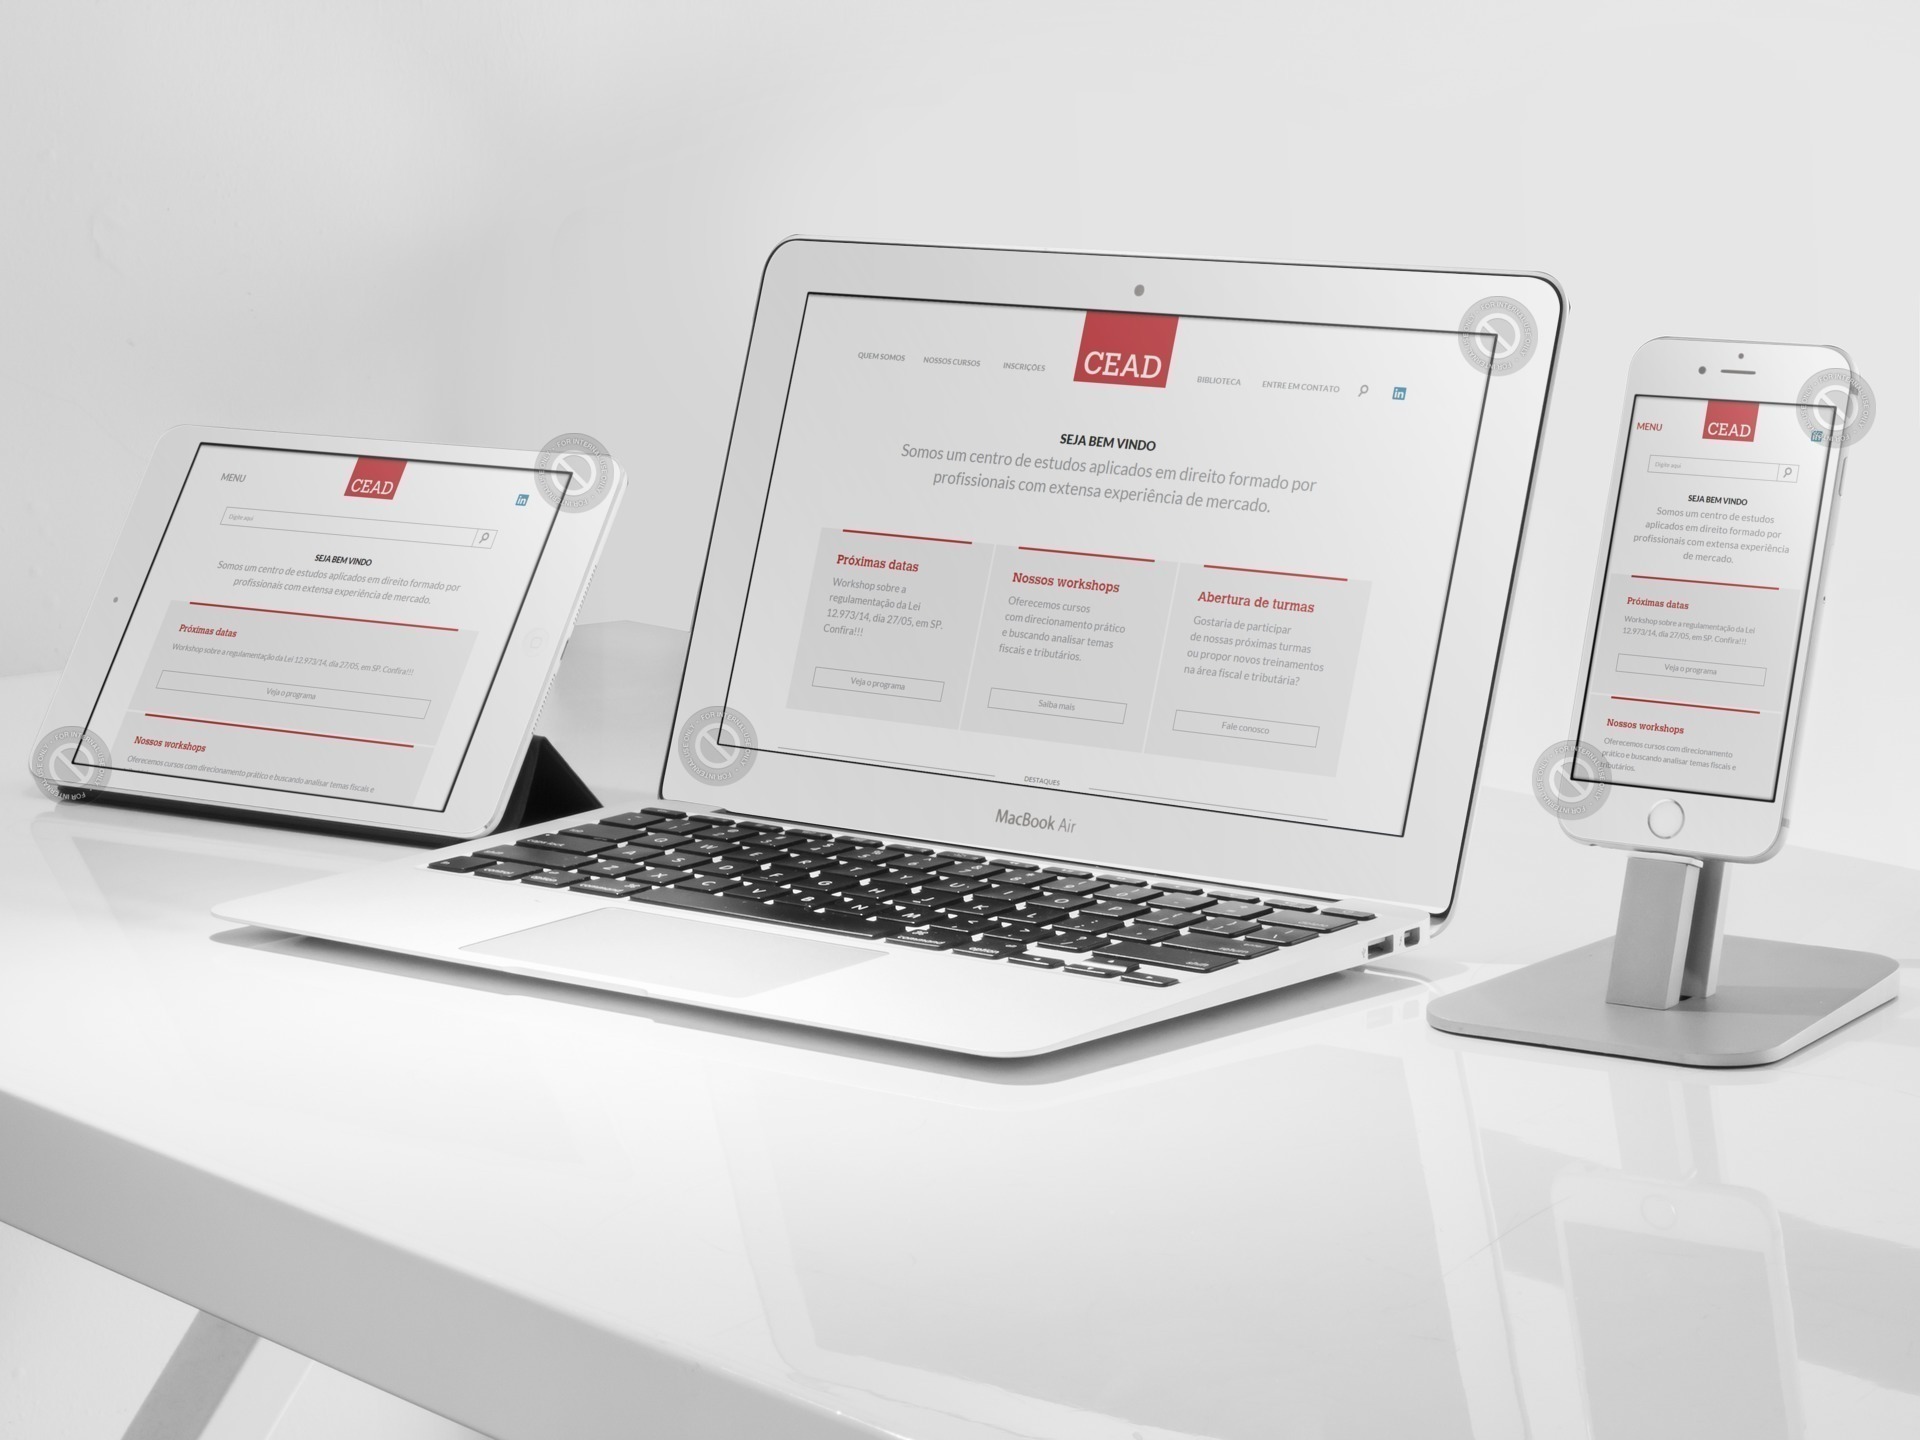 MENU
CEAD
in
Digite aqui
SEJA BEM VINDO
Somos um centro de estudos aplicados em direito formado por
profissionais com extensa experiência de mercado.
Próximas datas
Workshop sobre a regulamentação da Lei 12.973/14, dia 27/05, em SP. Confira!!!
Veja o programa
Nossos workshops
Oferecemos cursos com direcionamento prático e buscando analisar temas fiscais e
FOR INTERNAL USE ONLY
QUEM SOMOS
NOSSOS CURSOS
INSCRIÇÕES
CEAD
BIBLIOTECA
ENTRE EM CONTATO
in
SEJA BEM VINDO
Somos um centro de estudos aplicados em direito formado por
profissionais com extensa experiência de mercado.
Próximas datas
Workshop sobre a
regulamentação da Lei
12.973/14, dia 27/05, em SP.
Confira!!!
Veja o programa
Nossos workshops
Oferecemos cursos
com direcionamento prático
e buscando analisar temas
fiscais e tributários.
Saiba mais
Abertura de turmas
Gostaria de participar
de nossas próximas turmas
ou propor novos treinamentos
na área fiscal e tributária?
Fale conosco
DESTAQUES
MacBook Air
MENU
CEAD
Digite aqui
SEJA BEM VINDO
Somos um centro de estudos
aplicados em direito formado por
profissionais com extensa experiência
de mercado.
Próximas datas
Workshop sobre a regulamentação da Lei
12.973/14, dia 27/05, em SP. Confira!!!
Veja o programa
Nossos workshops
Oferecemos cursos com direcionamento
prático e buscando analisar temas fiscais e
tributários.